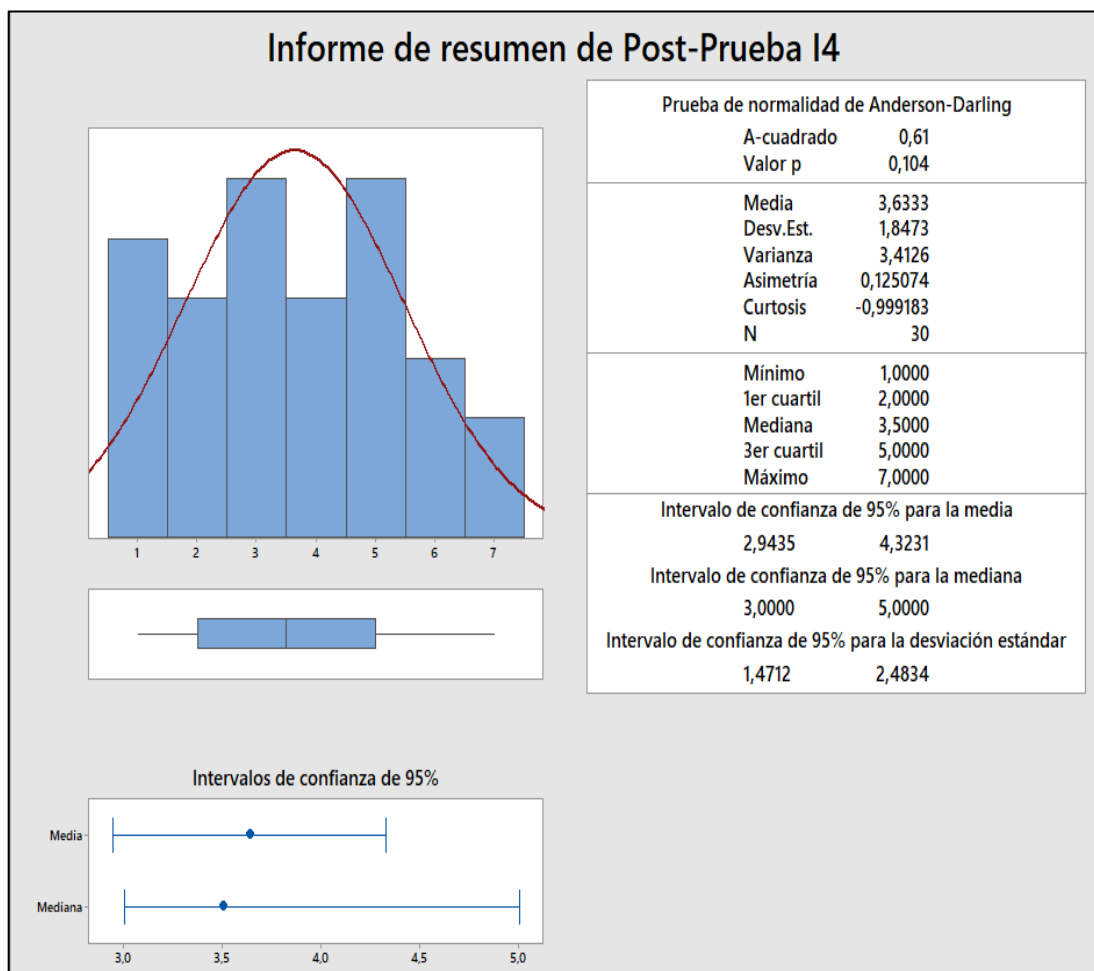 Informe de resumen de Post-Prueba I4
1 2 3 4 5 6 7
Prueba de normalidad de Anderson-Darling
A-cuadrado 0,61
Valor p 0,104
Media 3,6333
Desv.Est. 1,8473
Varianza 3,4126
Asimetría 0,125074
Curtosis -0,999183
N 30
Mínimo 1,0000
1er cuartil 2,0000
Mediana 3,5000
3er cuartil 5,0000
Máximo 7,0000
Intervalo de confianza de 95% para la media
2,9435 4,3231
Intervalo de confianza de 95% para la mediana
3,0000 5,0000
Intervalo de confianza de 95% para la desviación estándar
1,4712 2,4834
Intervalos de confianza de 95%
Media
Mediana
3,0 3,5 4,0 4,5 5,0